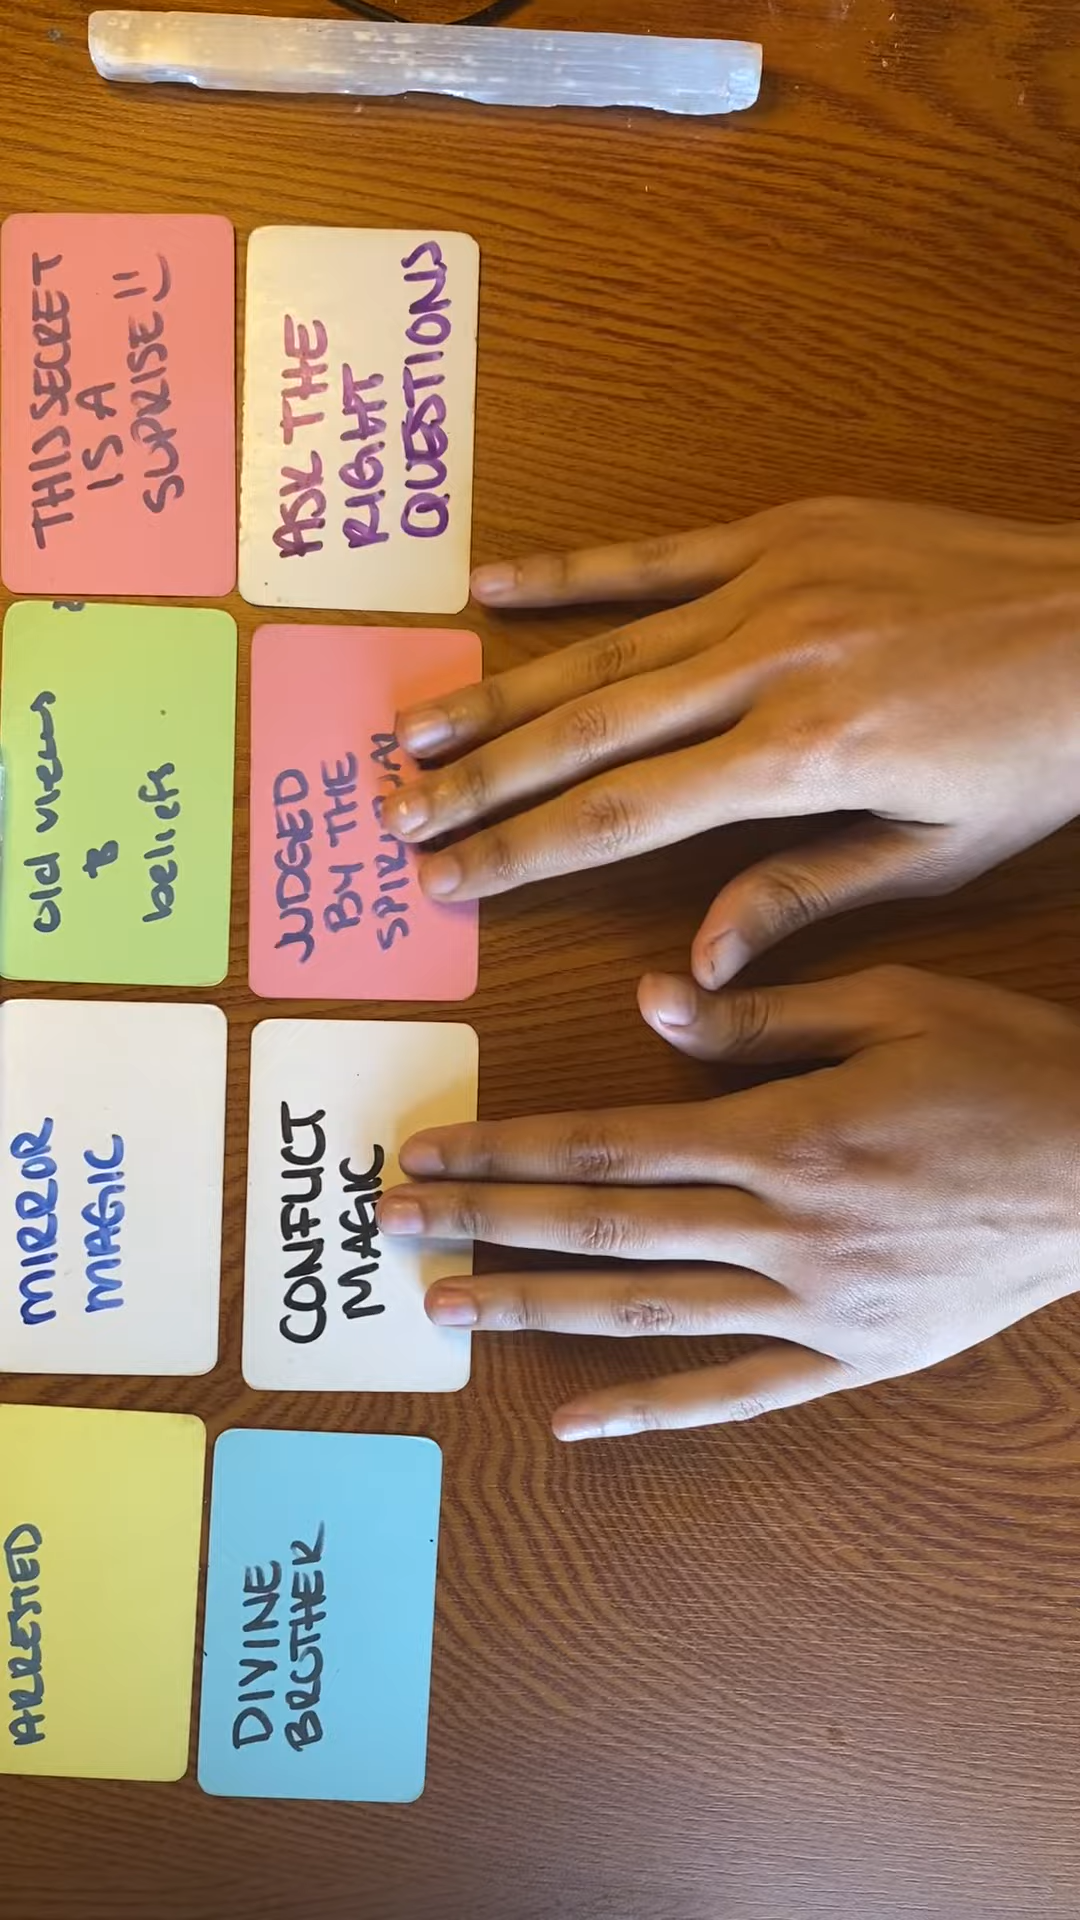 ARRESTED
MIRROR
MAGIC
old views
&
beliefs
THIS SECRET
IS A
SUPRISE!!
DIVINE
BROTHER
CONFLICT
MAGIC
JUDGED
BY THE
ASK THE
RIGHT
QUESTIONS